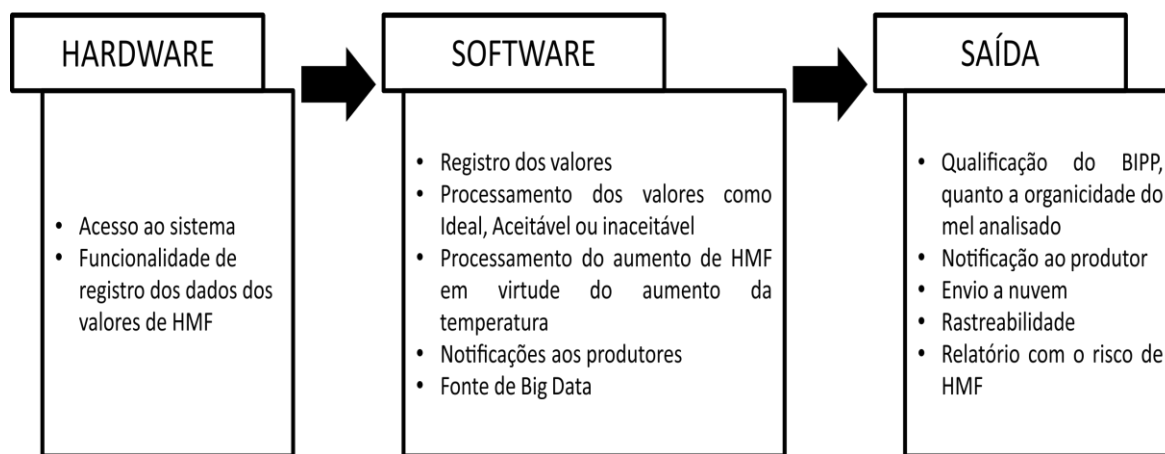 HARDWARE
• Acesso ao sistema
• Funcionalidade de
registro dos dados dos
valores de HMF
SOFTWARE
• Registro dos valores
• Processamento dos valores como
Ideal, Aceitável ou inaceitável
• Processamento do aumento de HMF
em virtude do aumento da
temperatura
• Notificações aos produtores
• Fonte de Big Data
SAÍDA
• Qualificação do BIPP,
quanto a organicidade do
mel analisado
• Notificação ao produtor
• Envio a nuvem
• Rastreabilidade
• Relatório com o risco de
HMF